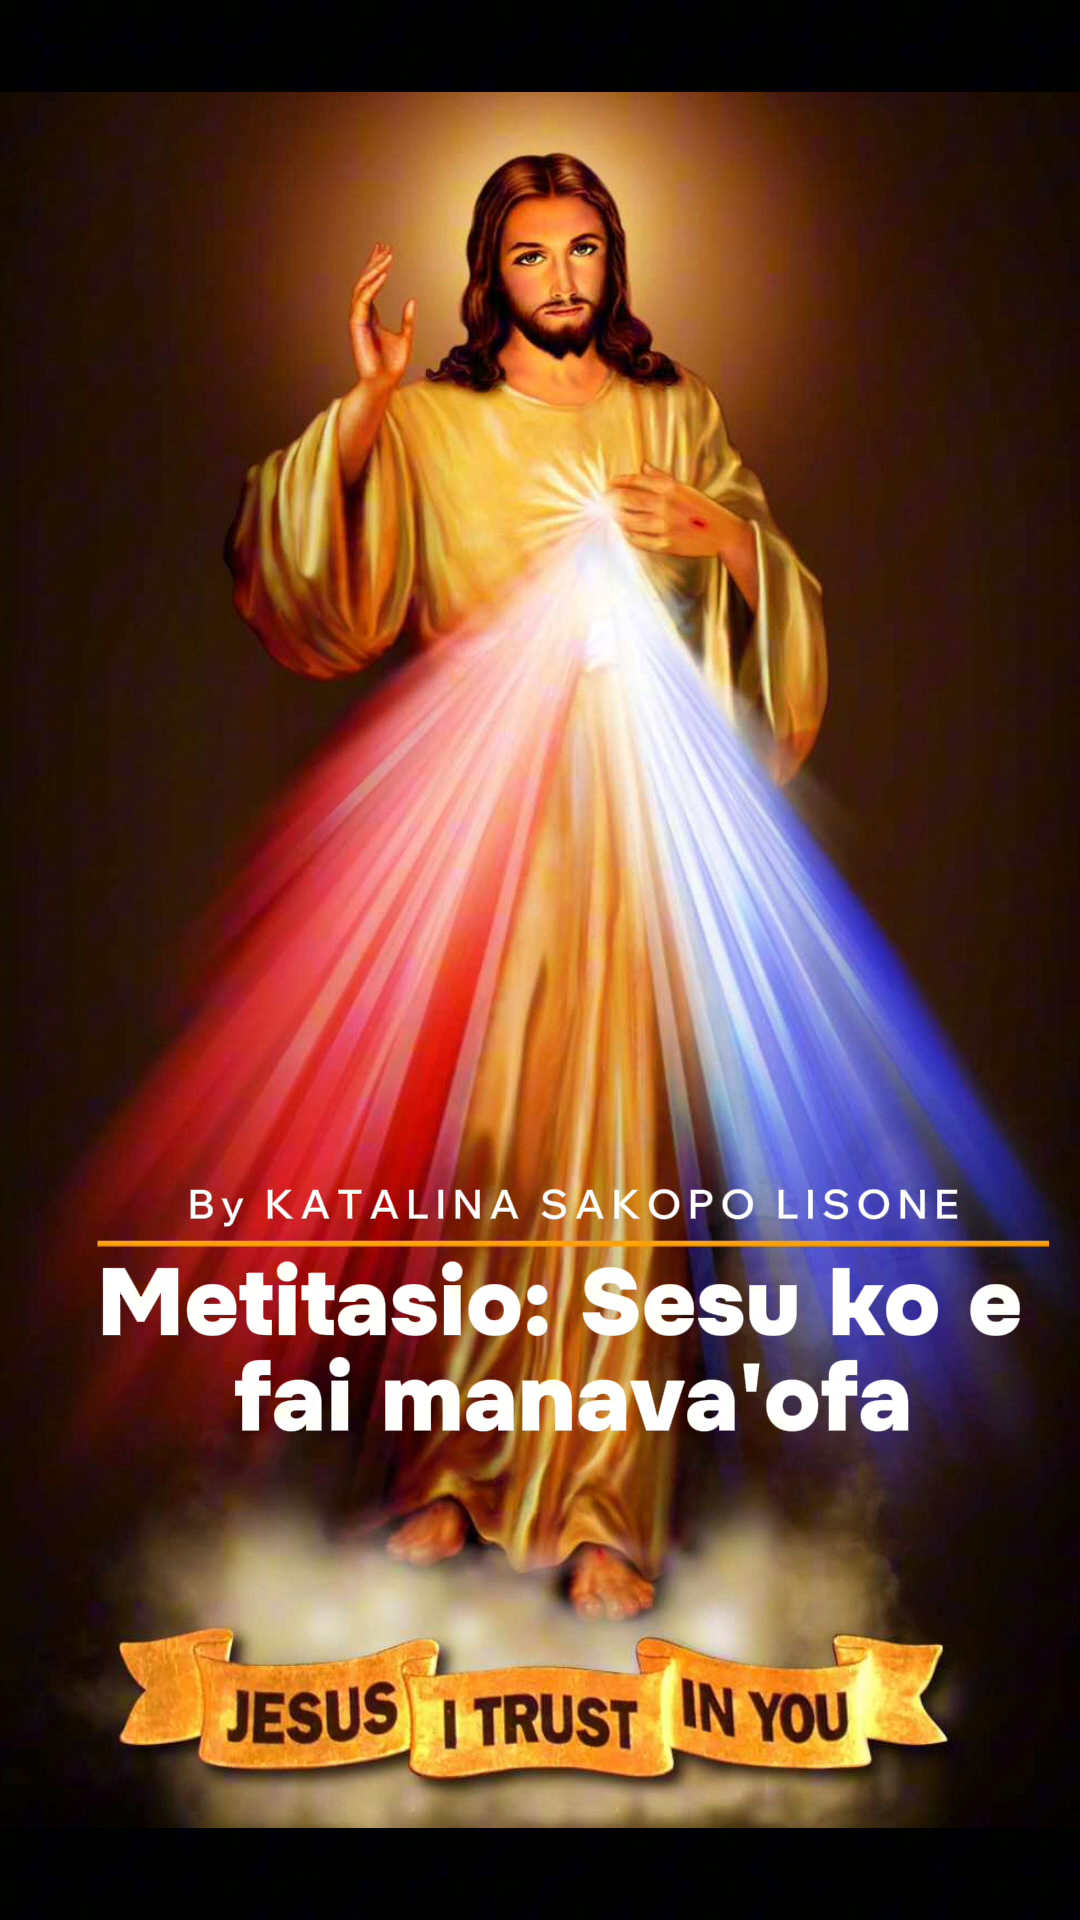 By KATALINA SAKOPO LISONE
Metitasio: Sesu ko e
fai manava'ofa
JESUS I TRUST IN YOU